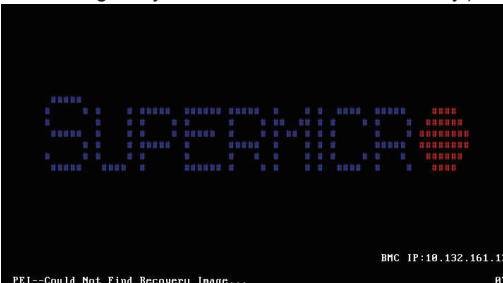 SUPERMICR
BMC IP:10.132.161.1
PEI--Could Not Find Recovery Image...